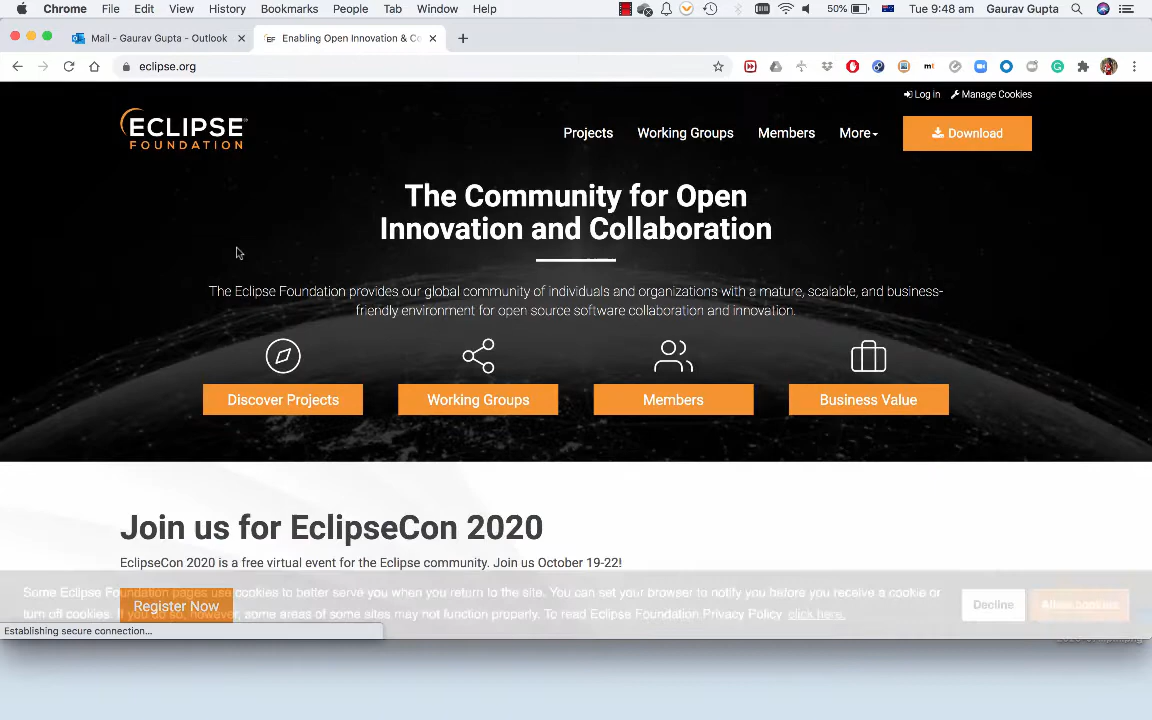 Chrome File Edit View History Bookmarks People Tab Window Help 50% Tue 9:48 am Gaurav Gupta
Mail - Gaurav Gupta - Outlook
Enabling Open Innovation & Co
eclipse.org
Log in Manage Cookies
ECLIPSE
FOUNDATION
Projects Working Groups Members More Download
The Community for Open
Innovation and Collaboration
The Eclipse Foundation provides our global community of individuals and organizations with a mature, scalable, and business-
friendly environment for open source software collaboration and innovation.
Discover Projects Working Groups Members Business Value
Join us for EclipseCon 2020
EclipseCon 2020 is a free virtual event for the Eclipse community. Join us October 19-22!
Some Eclipse Foundation pages use cookies to better serve you when you return to the site. You can set your browser to notify you before you receive a cookie or
turn off cookies. If you do so, however, some areas of some sites may not function properly. To read Eclipse Foundation Privacy Policy click here.
Decline Allow cookies
Register Now
Establishing secure connection...